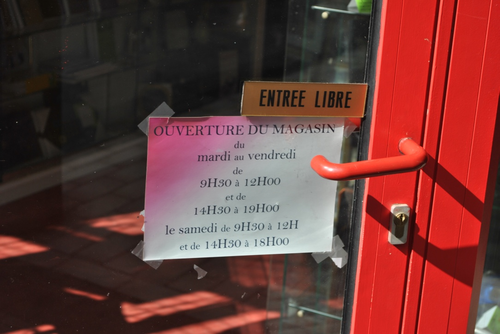 ENTREE LIBRE
OUVERTURE DU MAGASIN
du
mardi au vendredi
de
9H30 à 12H00
et de
14H30 à 19H00
le samedi de 9H30 à 12H
et de 14H30 à 18H00